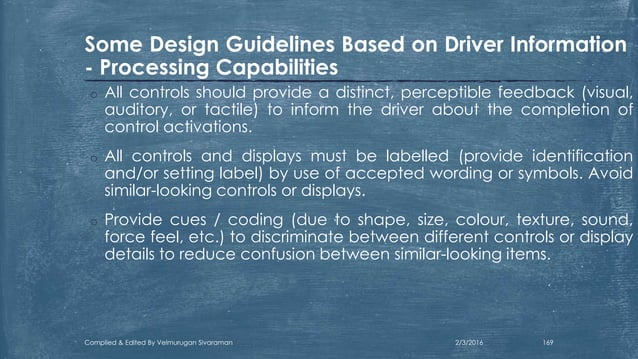 Some Design Guidelines Based on Driver Information
- Processing Capabilities
o All controls should provide a distinct, perceptible feedback (visual,
auditory, or tactile) to inform the driver about the completion of
control activations.
o All controls and displays must be labelled (provide identification
and/or setting label) by use of accepted wording or symbols. Avoid
similar-looking controls or displays.
o Provide cues / coding (due to shape, size, colour, texture, sound,
force feel, etc.) to discriminate between different controls or display
details to reduce confusion between similar-looking items.
Complied & Edited By Velmurugan Sivaraman 2/3/2016 169